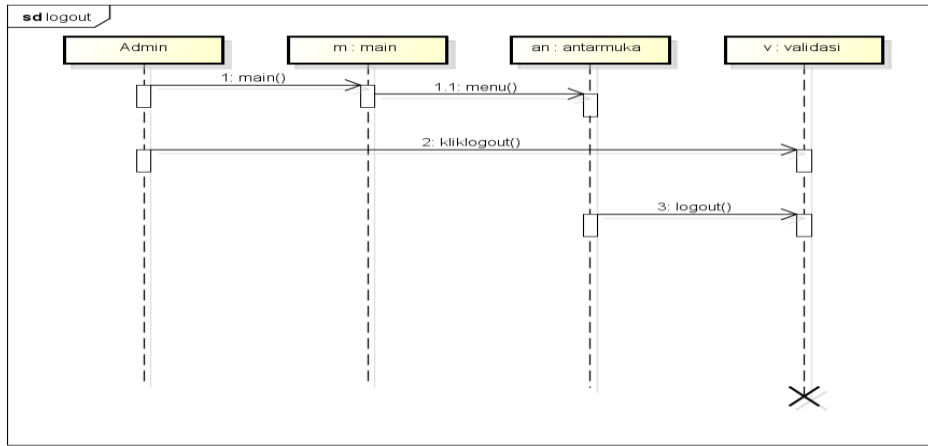 sd logout
Admin
m : main
an : antarmuka
v : validasi
1: main()
1.1: menu()
2: kliklogout()
3: logout()